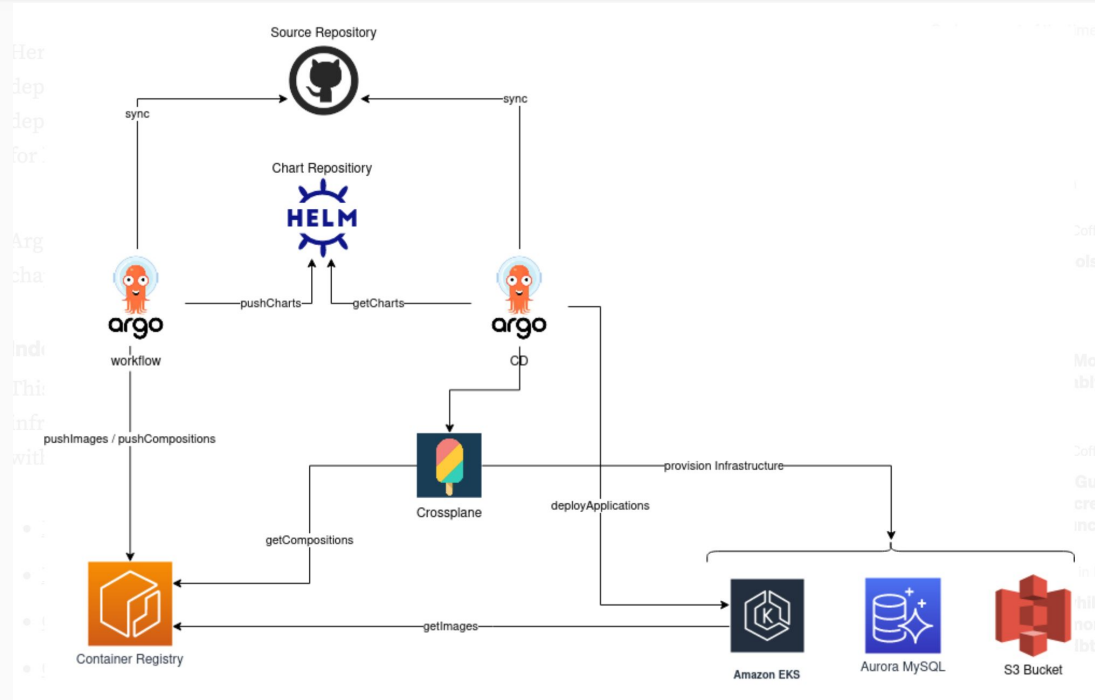 Source Repository
sync
sync
Chart Repositiory
HELM
argo
workflow
pushCharts
getCharts
argo
CD
pushImages / pushCompositions
Crossplane
provision Infrastructure
deployApplications
getCompositions
getImages
Container Registry
K
Amazon EKS
Aurora MySQL
S3 Bucket